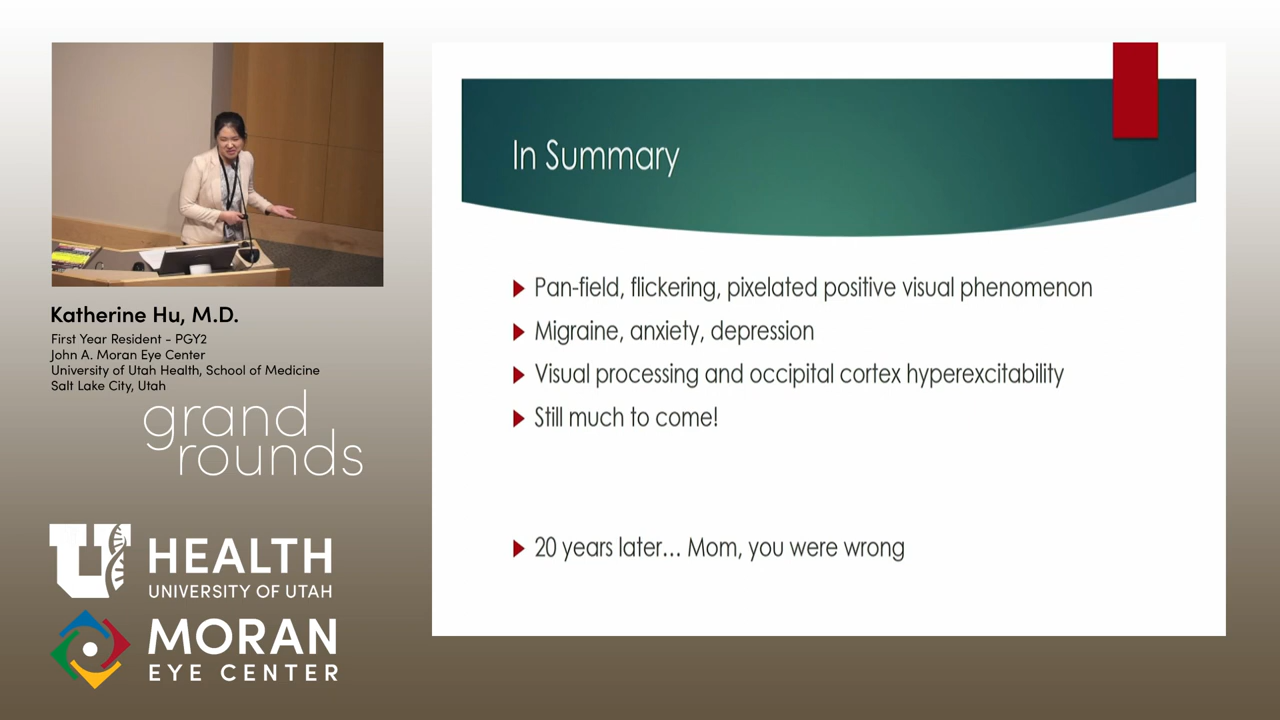 Katherine Hu, M.D.
First Year Resident - PGY2
John A. Moran Eye Center
University of Utah Health, School of Medicine
Salt Lake City, Utah
grand
rounds
U HEALTH
UNIVERSITY OF UTAH
MORAN
EYE CENTER
In Summary
Pan-field, flickering, pixelated positive visual phenomenon
Migraine, anxiety, depression
Visual processing and occipital cortex hyperexcitability
Still much to come!
20 years later... Mom, you were wrong